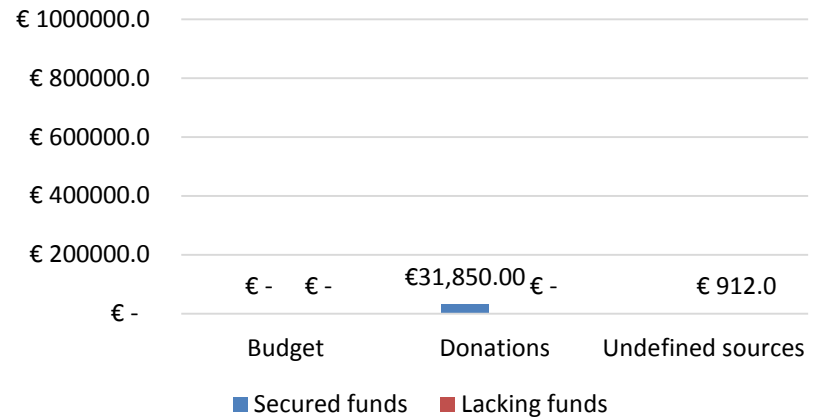 € 1000000.0
€ 800000.0
€ 600000.0
€ 400000.0
€ 200000.0
€ -
€ -
€ -
€31,850.00
€ -
€ 912.0
Budget
Donations
Undefined sources
Secured funds
Lacking funds